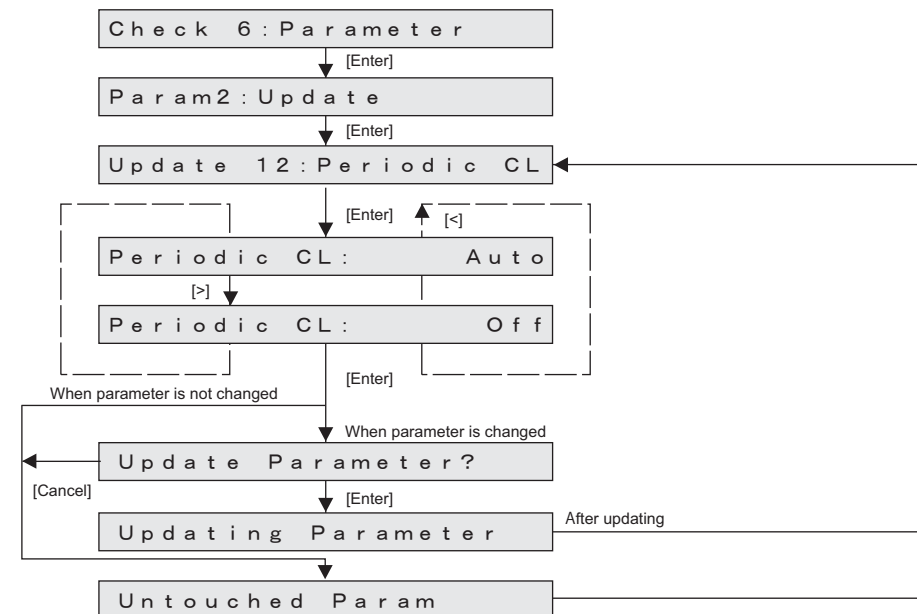 Check 6:Parameter
[Enter]
Param2:Update
[Enter]
Update 12:Periodic CL
[Enter]
[<]
Periodic CL: Auto
[>]
Periodic CL: Off
[Enter]
When parameter is not changed
When parameter is changed
Update Parameter?
[Cancel]
[Enter]
After updating
Updating Parameter
Untouched Param